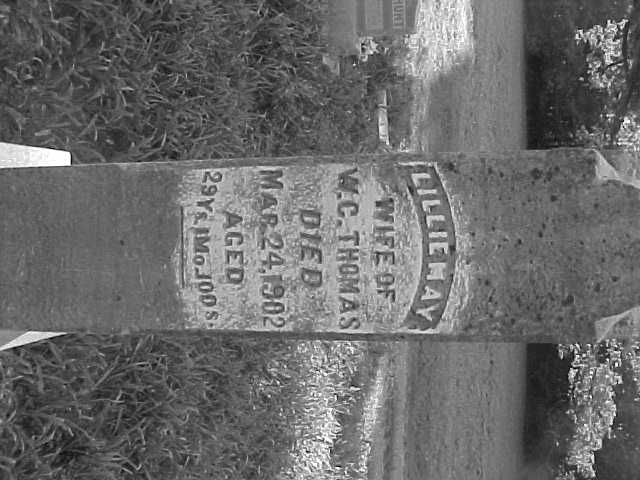 LILLIE MAY,
WIFE OF
W.C. THOMAS
DIED
MAR. 24, 1902
AGED
29 Ys. 1 Mo. 10 Ds.